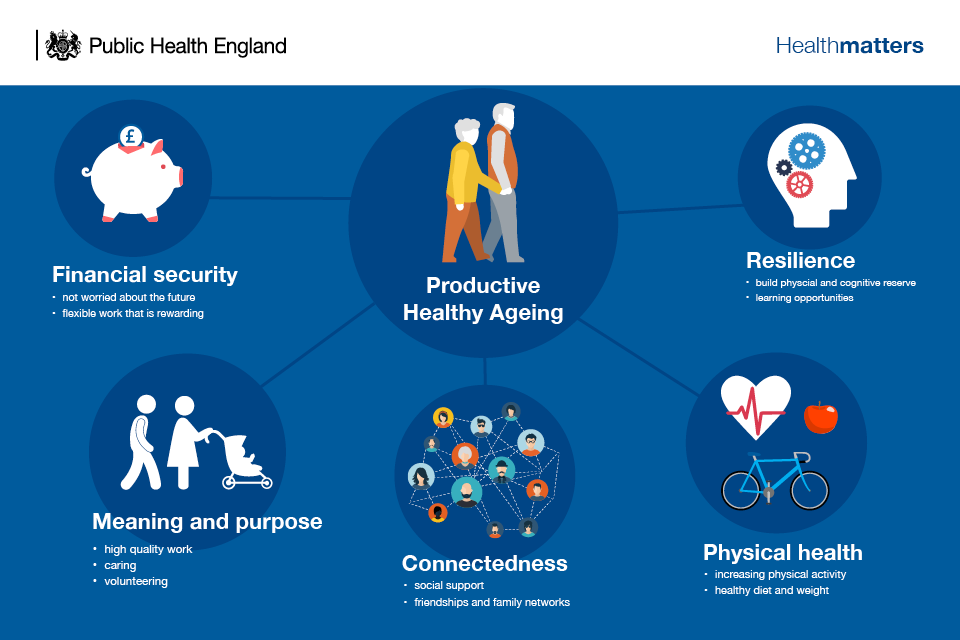 Public Health England
Healthmatters
£
Productive
Healthy Ageing
Financial security
· not worried about the future
· flexible work that is rewarding
Resilience
· build physcial and cognitive reserve
· learning opportunities
Meaning and purpose
• high quality work
• caring
• volunteering
Connectedness
· social support
· friendships and family networks
Physical health
· increasing physical activity
· healthy diet and weight